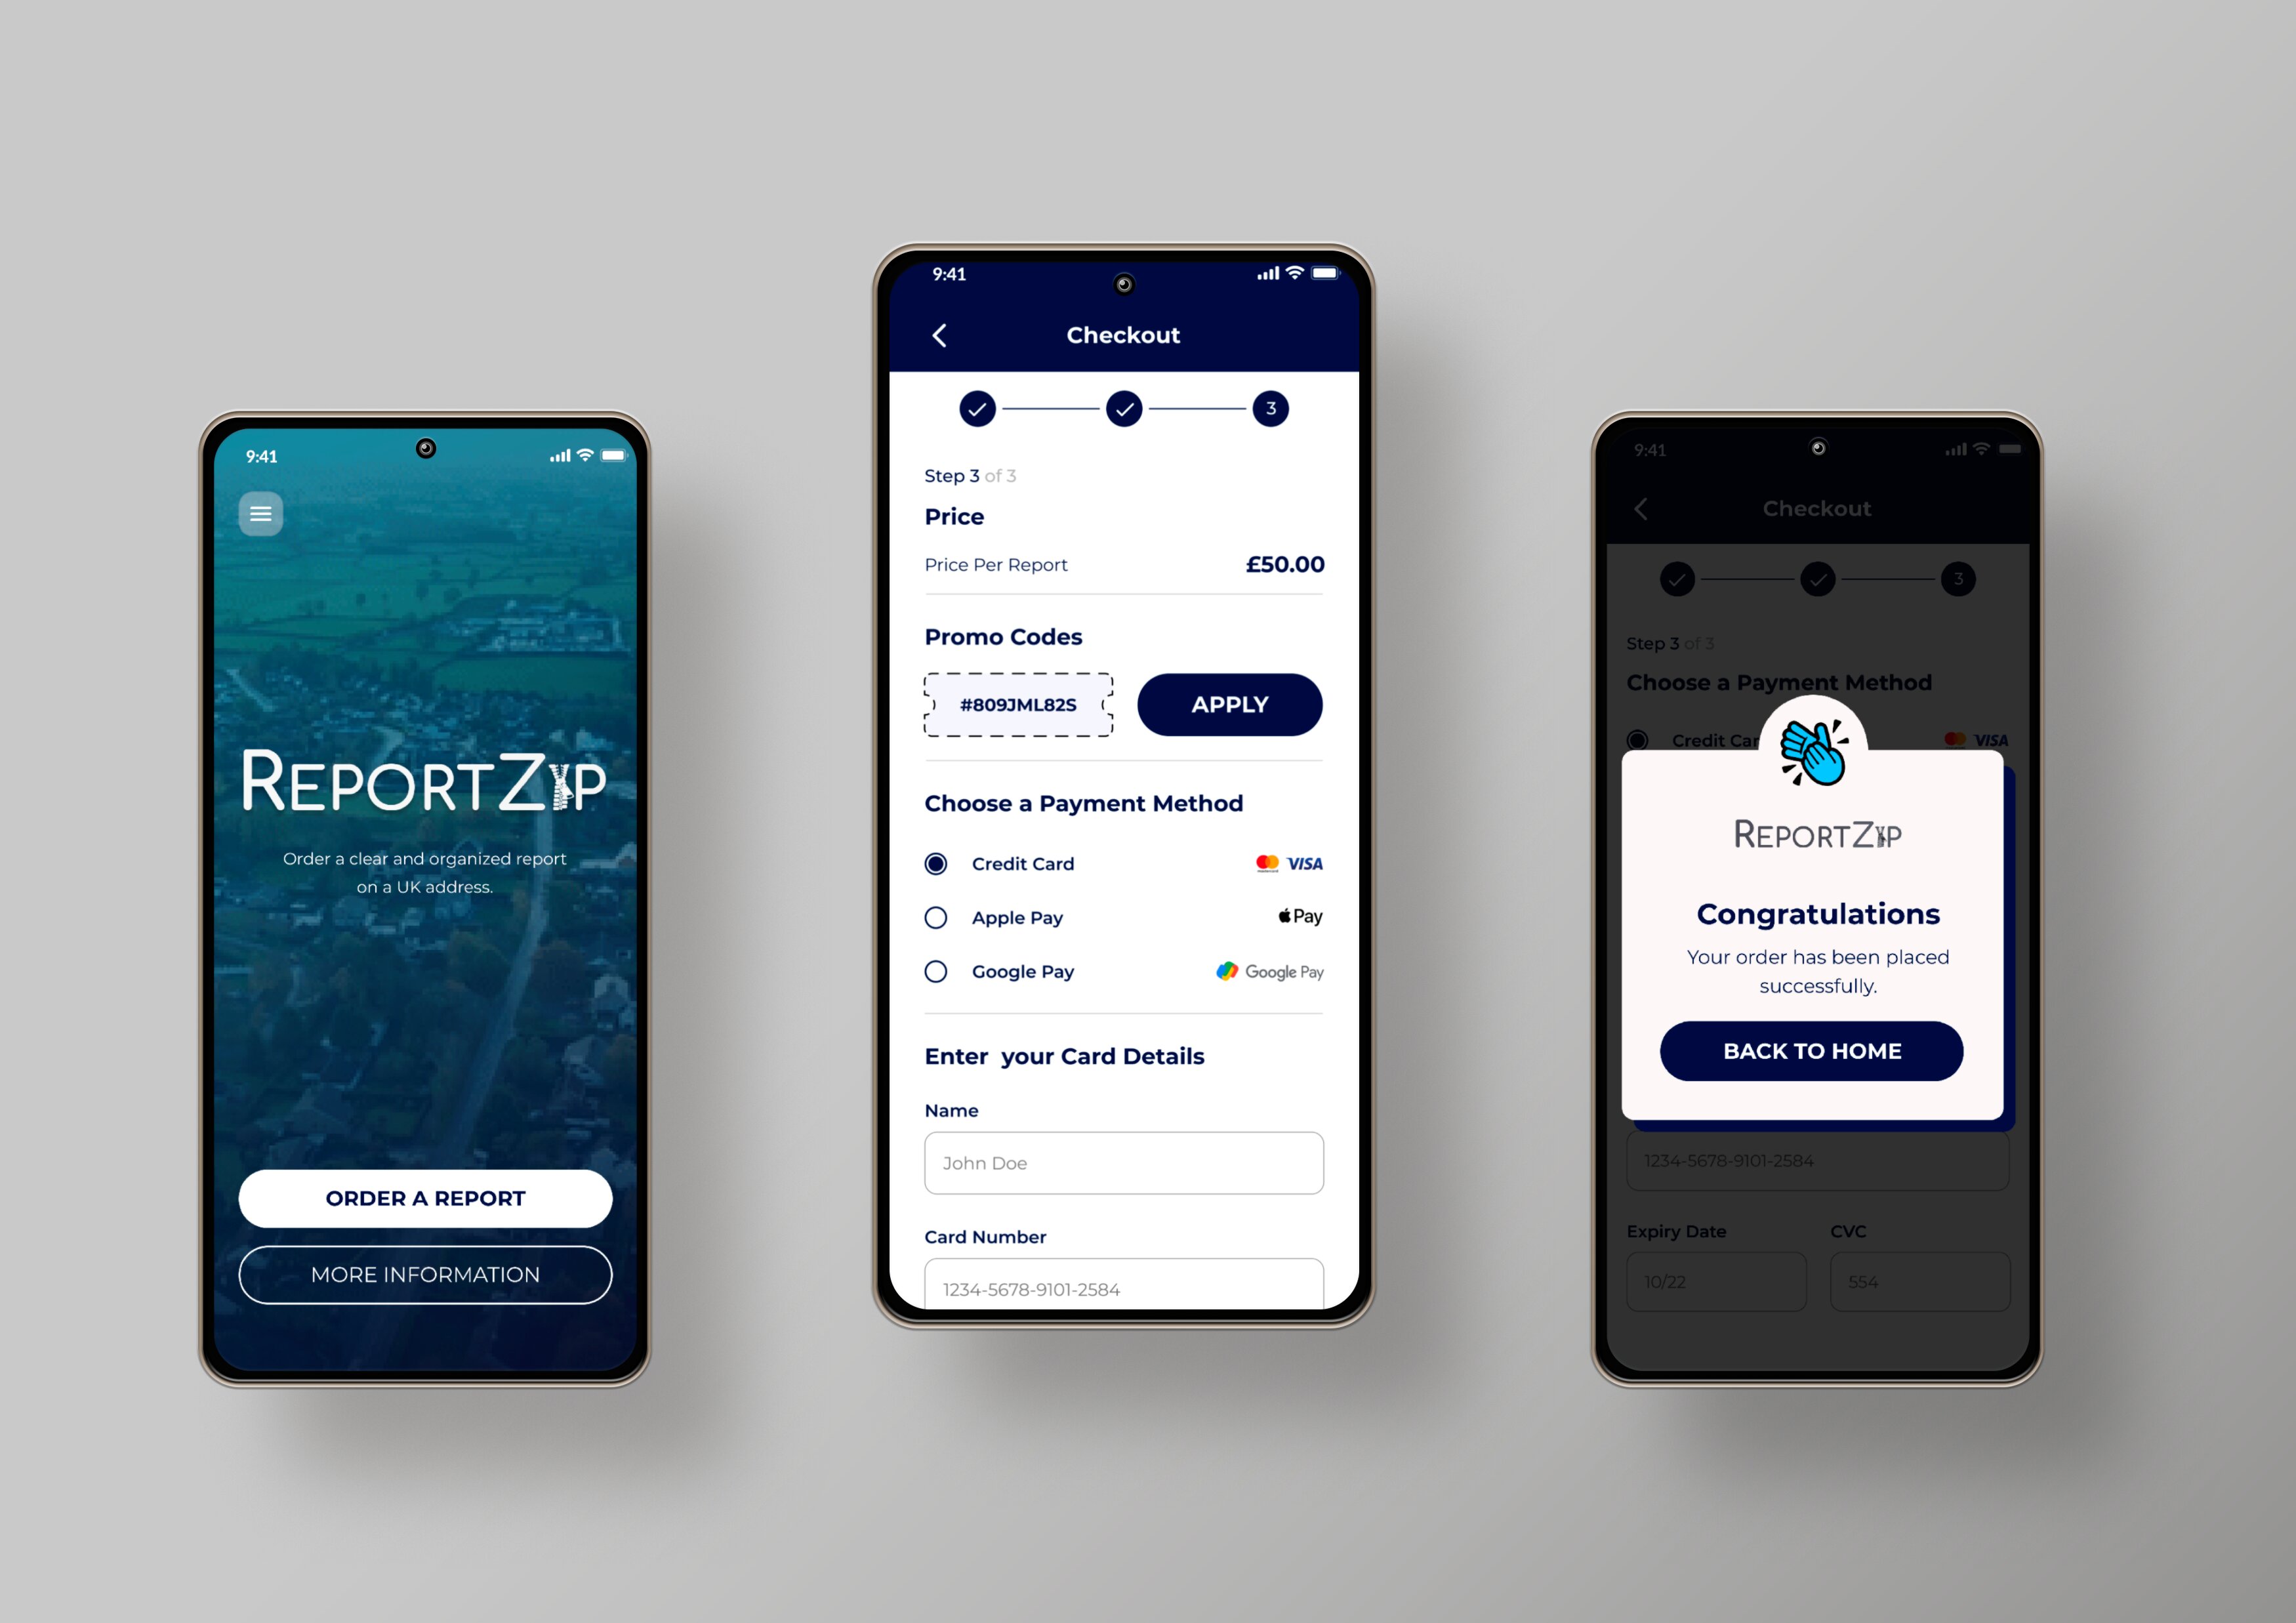 9:41
REPORTZIP
Order a clear and organized report
on a UK address.
ORDER A REPORT
MORE INFORMATION
9:41
Checkout
3
Step 3 of 3
Price
Price Per Report £50.00
Promo Codes
#809JML82S APPLY
Choose a Payment Method
Credit Card VISA
Apple Pay Pay
Google Pay Google Pay
Enter  your Card Details
Name
John Doe
Card Number
1234-5678-9101-2584
9:41
Checkout
3
Step 3 of 3
Choose a Payment Method
Credit Car VISA
REPORTZIP
Congratulations
Your order has been placed
successfully.
BACK TO HOME
1234-5678-9101-2584
Expiry Date CVC
10/22 554